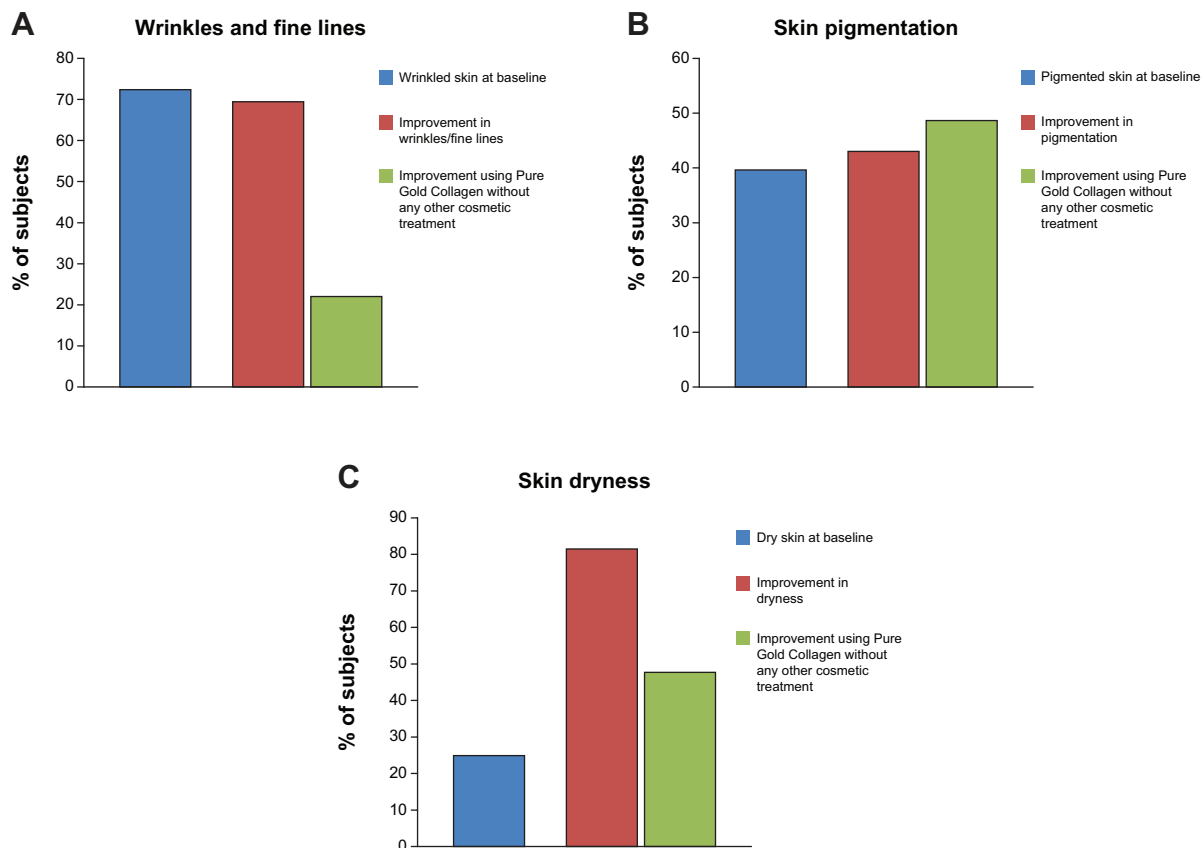 A
Wrinkles and fine lines
% of subjects
80
70
60
50
40
30
20
10
0
Wrinkled skin at baseline
Improvement in
wrinkles/fine lines
Improvement using Pure
Gold Collagen without
any other cosmetic
treatment
B
Skin pigmentation
% of subjects
60
50
40
30
20
10
0
Pigmented skin at baseline
Improvement in
pigmentation
Improvement using Pure
Gold Collagen without
any other cosmetic
treatment
C
Skin dryness
% of subjects
90
80
70
60
50
40
30
20
10
0
Dry skin at baseline
Improvement in
dryness
Improvement using Pure
Gold Collagen without
any other cosmetic
treatment